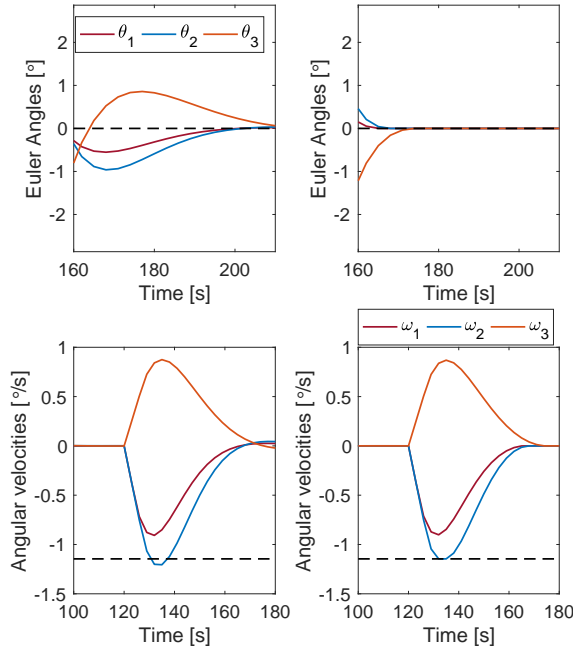 2
1
0
-1
-2
Euler Angles [°]
θ1 θ2 θ3
160 180 200
Time [s]
2
1
0
-1
-2
Euler Angles [°]
160 180 200
Time [s]
1
0.5
0
-0.5
-1
-1.5
Angular velocities [°/s]
100 120 140 160 180
Time [s]
ω1 ω2 ω3
1
0.5
0
-0.5
-1
-1.5
Angular velocities [°/s]
100 120 140 160 180
Time [s]